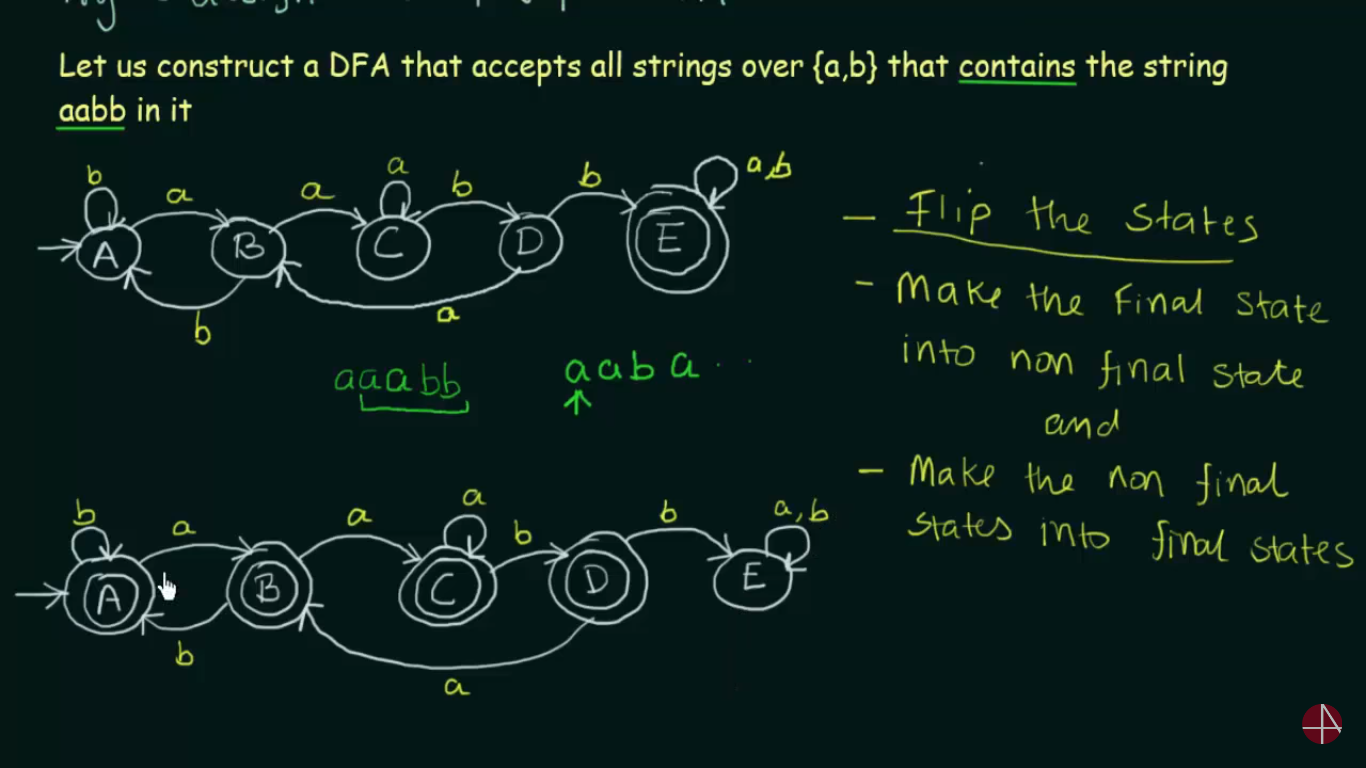 Let us construct a DFA that accepts all strings over {a,b} that contains the string
aabb in it
b a a a b b a,b
A B C D E
b a
aaabb aaba . .
b a a a b b a,b
A B C D E
b
a
– Flip the States
– Make the Final State
into non final state
and
– Make the non final
states into final states